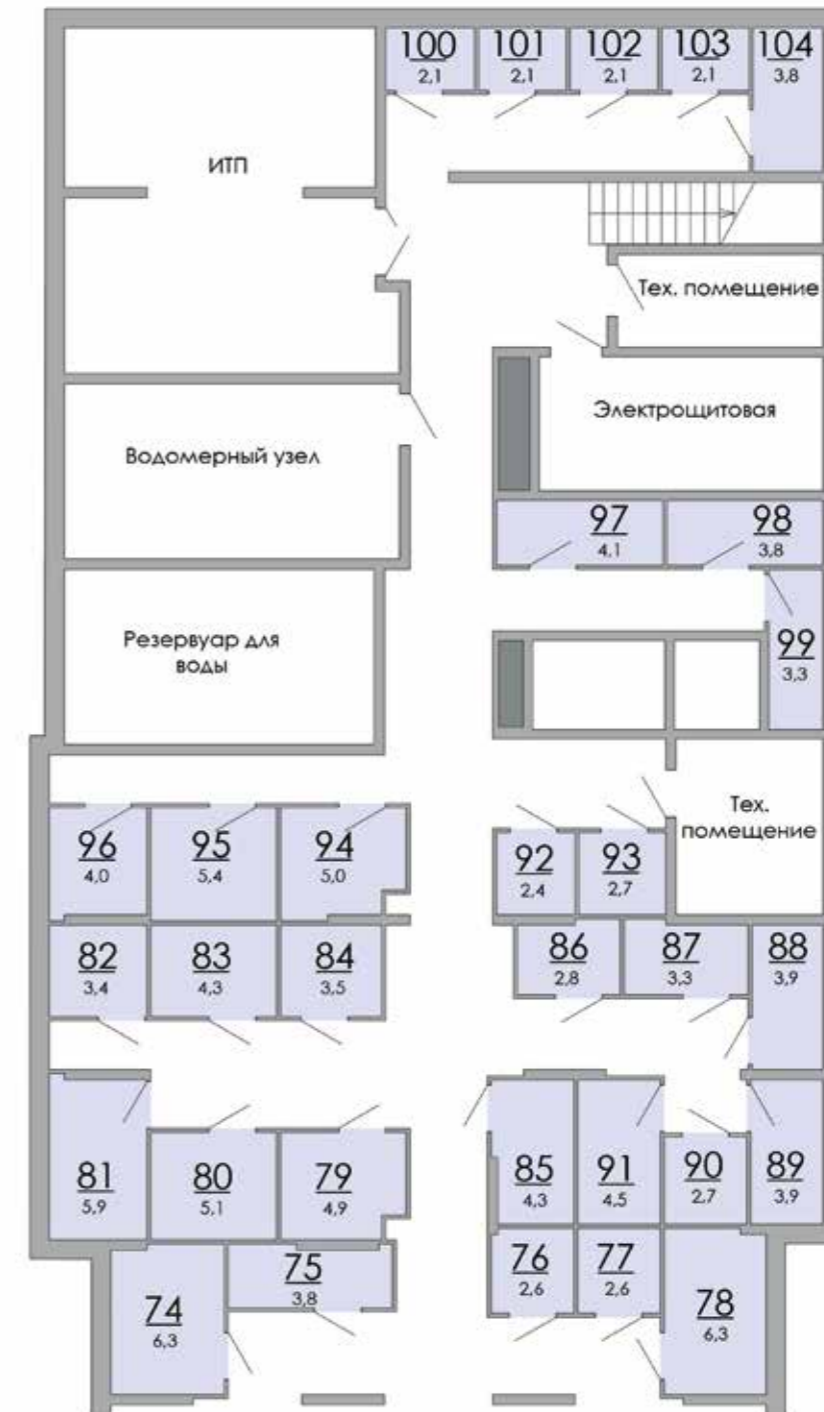 100 101 102 103 104
2,1 2,1 2,1 2,1 3,8
ИТП
Тех. помещение
Электрощитовая
Водомерный узел
97 98
4,1 3,8
Резервуар для
воды
99
3,3
Тех.
помещение
96 95 94
4,0 5,4 5,0
92 93
2,4 2,7
82 83 84
3,4 4,3 3,5
86 87 88
2,8 3,3 3,9
81 80 79
5,9 5,1 4,9
85 91 90 89
4,3 4,5 2,7 3,9
74 75
6,3 3,8
76 77 78
2,6 2,6 6,3